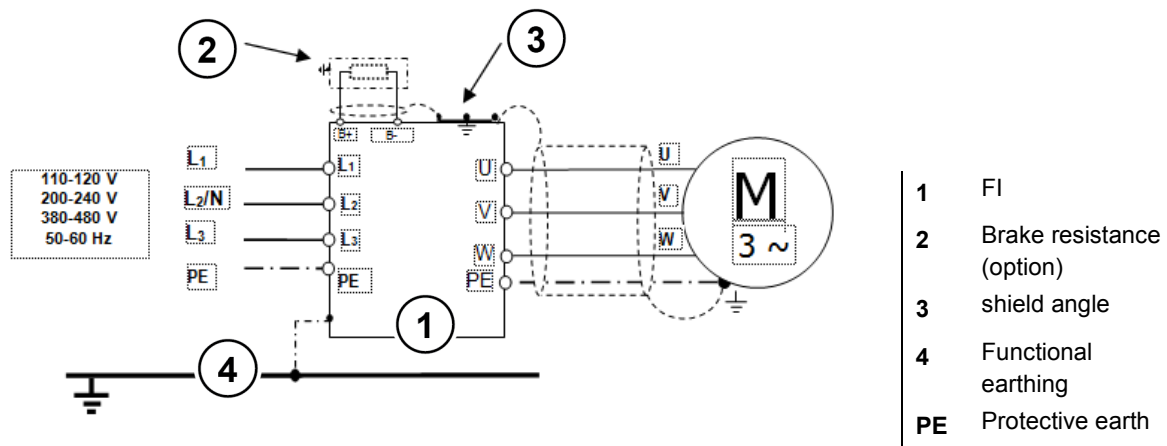 2
3
B+ B-
110-120 V
200-240 V
380-480 V
50-60 Hz
L1 L1 U U
L2/N L2 V V
L3 L3 W W
PE PE PE
M
3 ~
1
4
1 FI
2 Brake resistance
(option)
3 shield angle
4 Functional
earthing
PE Protective earth